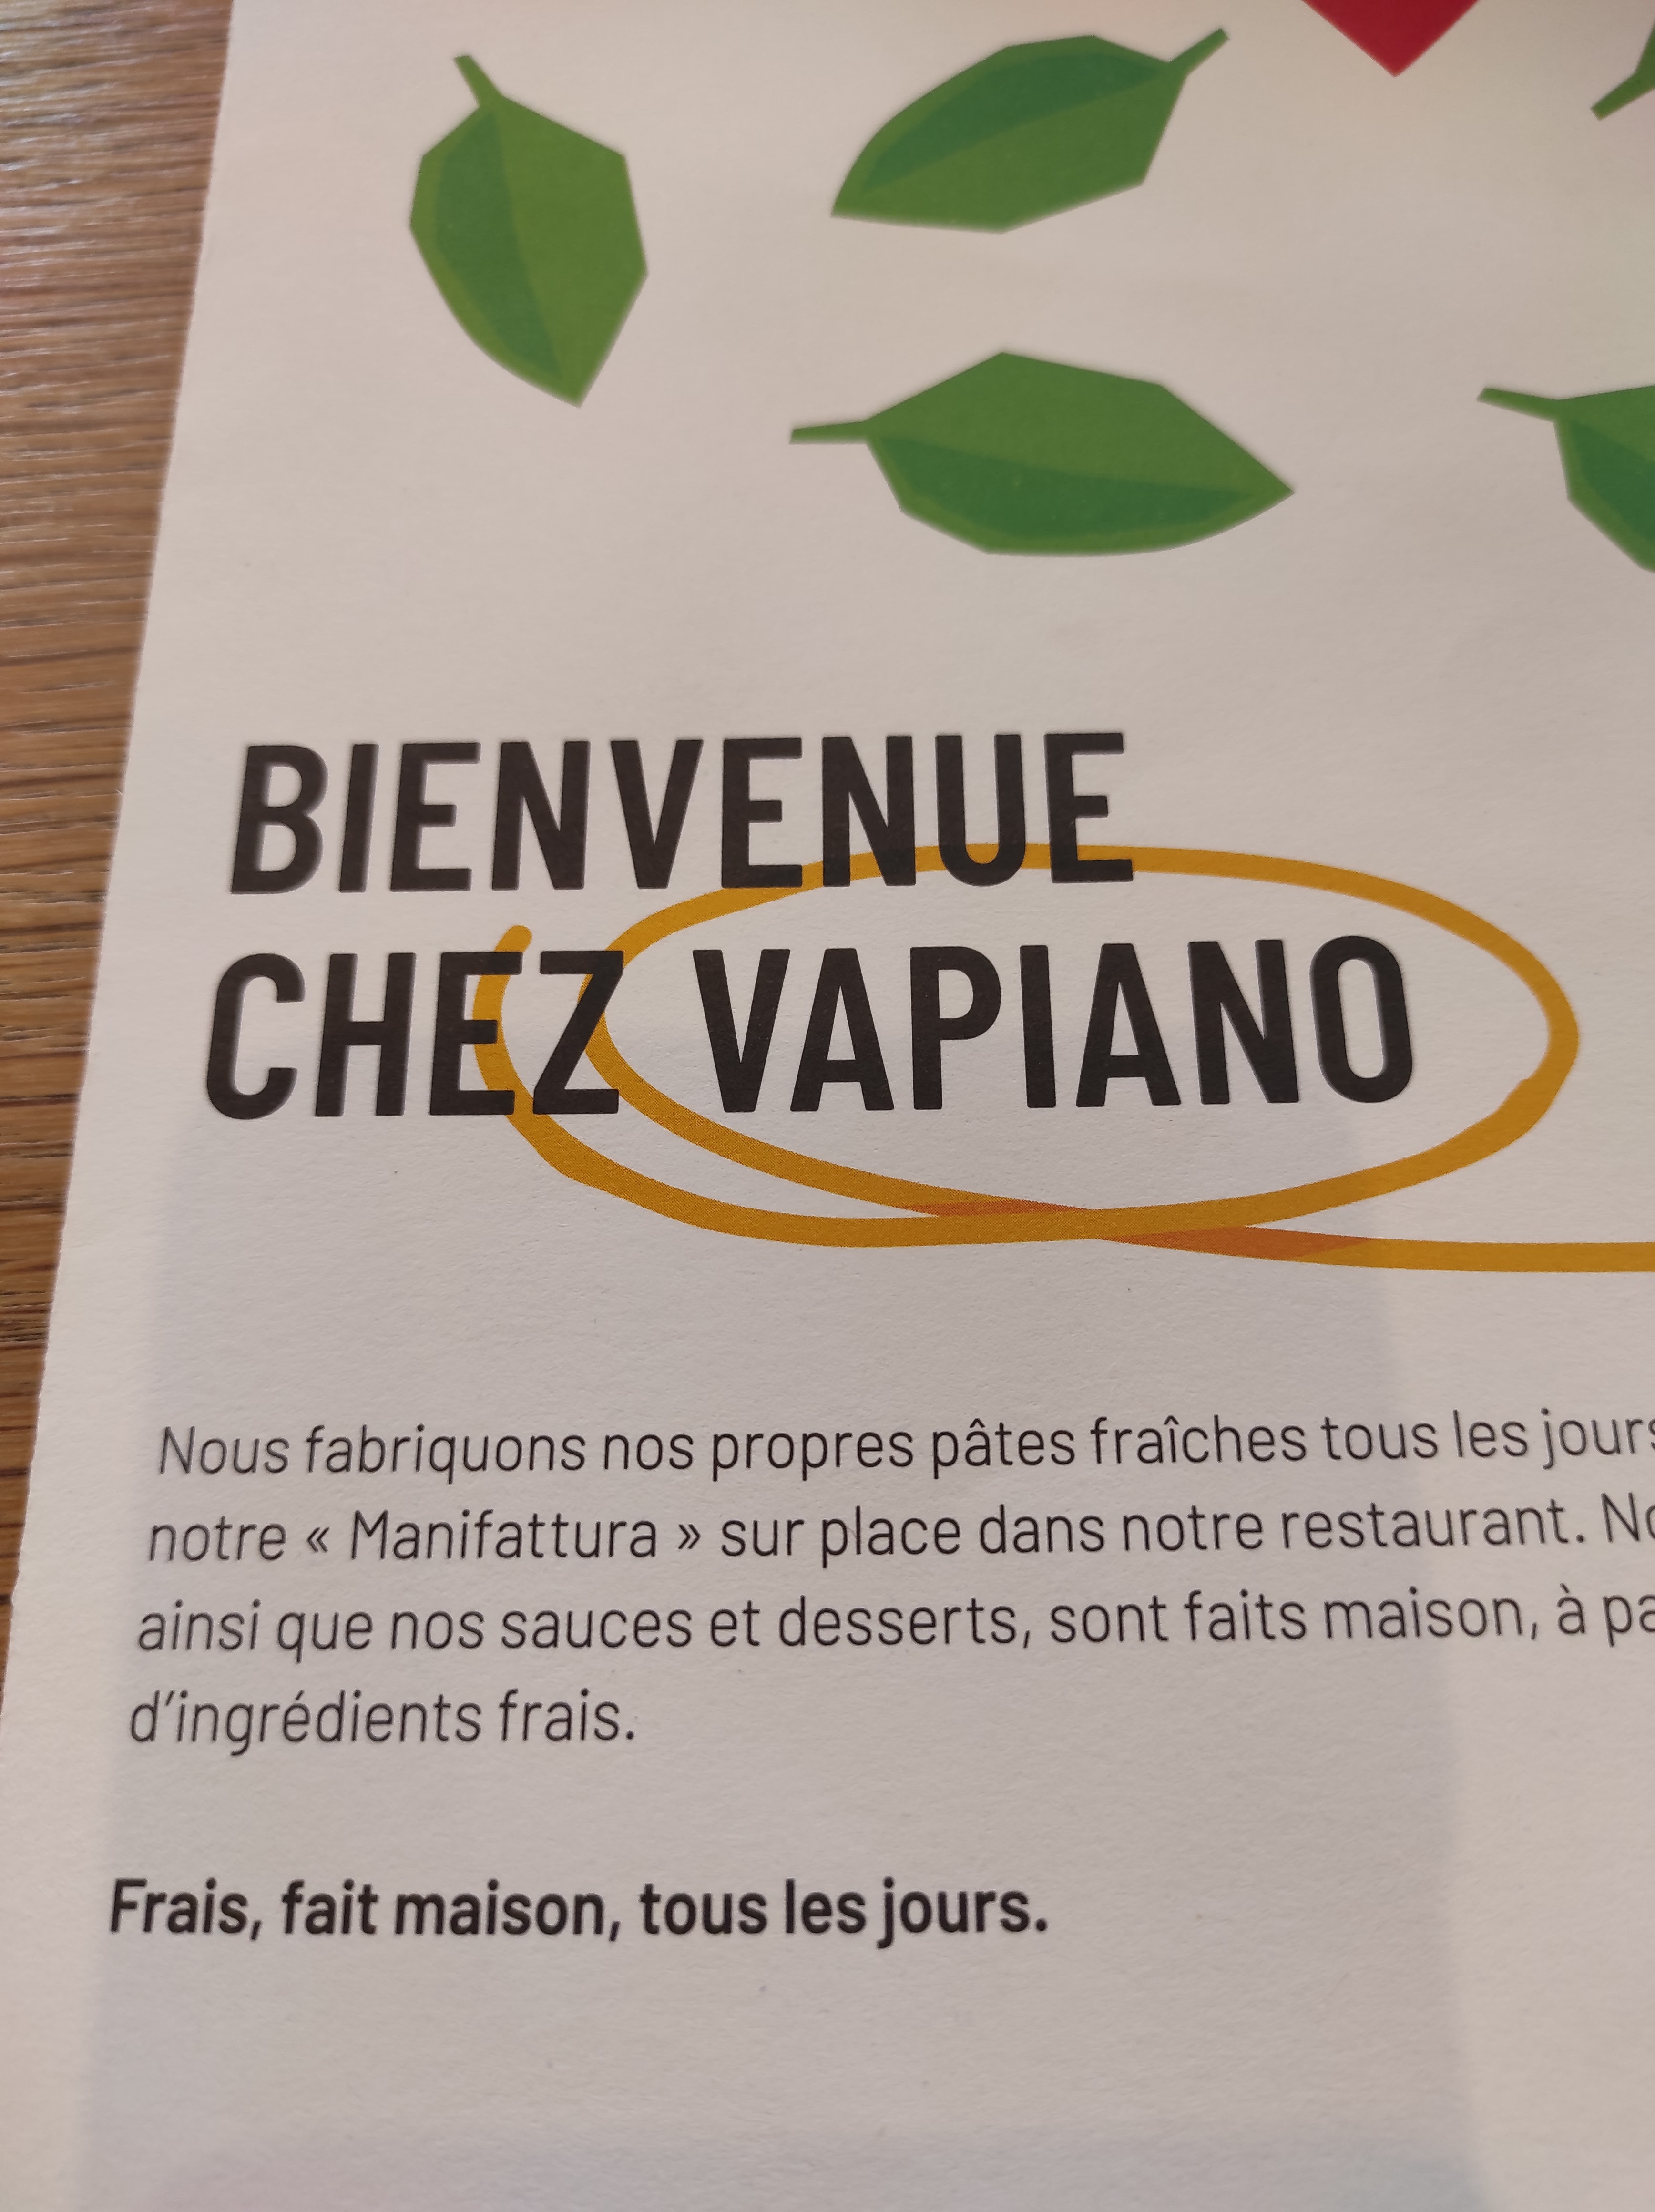 BIENVENUE
CHEZ VAPIANO
Nous fabriquons nos propres pâtes fraîches tous les jours
notre « Manifattura » sur place dans notre restaurant.
ainsi que nos sauces et desserts, sont faits maison, à
d'ingrédients frais.
Frais, fait maison, tous les jours.